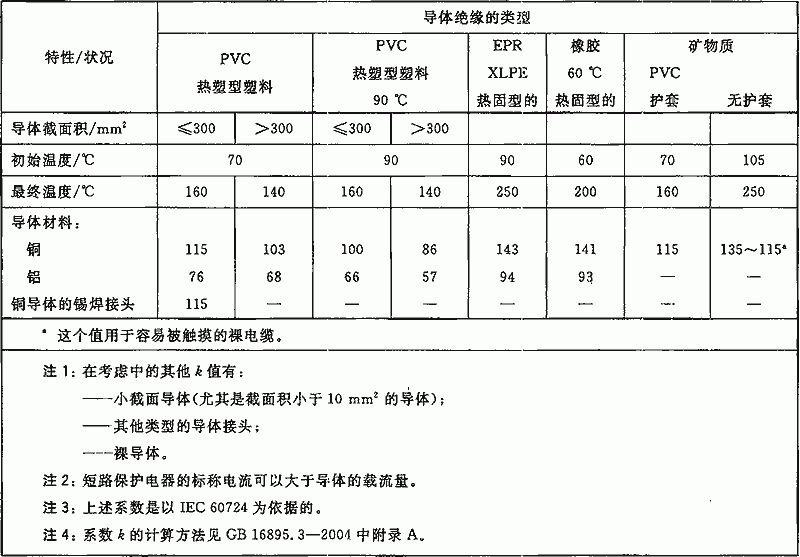 导体绝缘的类型
特性/状况
PVC
热塑型塑料
PVC
热塑型塑料
90 ℃
EPR
XLPE
热固型的
橡胶
60 ℃
热固型的
矿物质
PVC
护套
无护套
导体截面积/mm² ≤300 >300 ≤300 >300
初始温度/℃ 70 90 90 60 70 105
最终温度/℃ 160 140 160 140 250 200 160 250
导体材料:
铜 115 103 100 86 143 141 115 135~115ᵃ
铝 76 68 66 57 94 93 — —
铜导体的锡焊接头 115 — — — — — — —
ᵃ 这个值用于容易被触摸的裸电缆。
注 1: 在考虑中的其他 k 值有:
——小截面导体(尤其是截面积小于 10 mm² 的导体);
——其他类型的导体接头;
——裸导体。
注 2: 短路保护电器的标称电流可以大于导体的载流量。
注 3: 上述系数是以 IEC 60724 为依据的。
注 4: 系数 k 的计算方法见 GB 16895.3—2004 中附录 A。